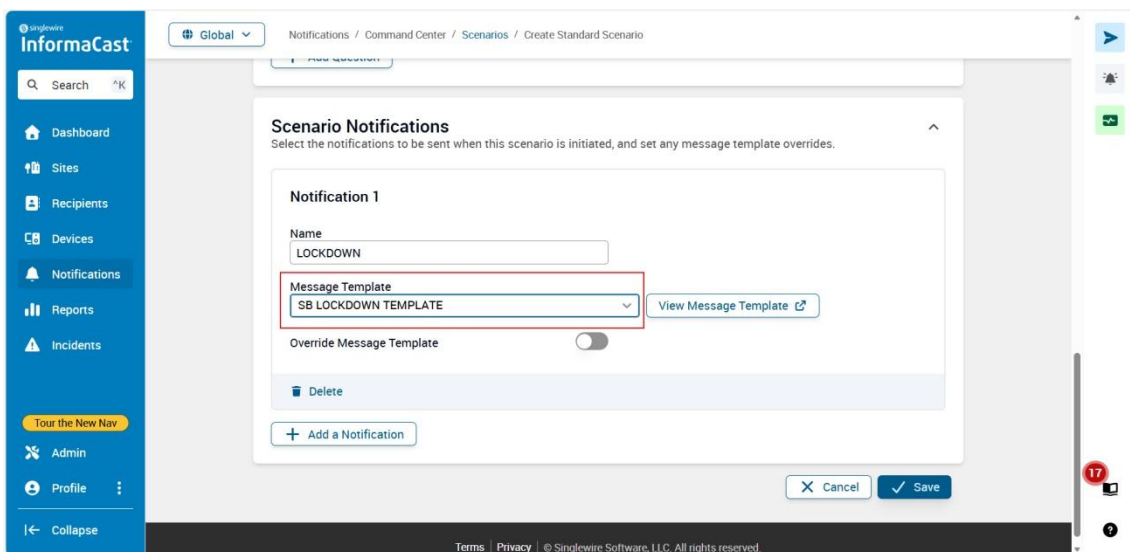 singlewire
InformaCast
Global
Notifications / Command Center / Scenarios / Create Standard Scenario
Search ^K
Add Question
Dashboard
Sites
Recipients
Devices
Notifications
Reports
Incidents
Tour the New Nav
Admin
Profile
Collapse
Scenario Notifications
Select the notifications to be sent when this scenario is initiated, and set any message template overrides.
Notification 1
Name
LOCKDOWN
Message Template
SB LOCKDOWN TEMPLATE
View Message Template
Override Message Template
Delete
+ Add a Notification
Cancel
Save
17
Terms | Privacy | © Singlewire Software, LLC. All rights reserved.